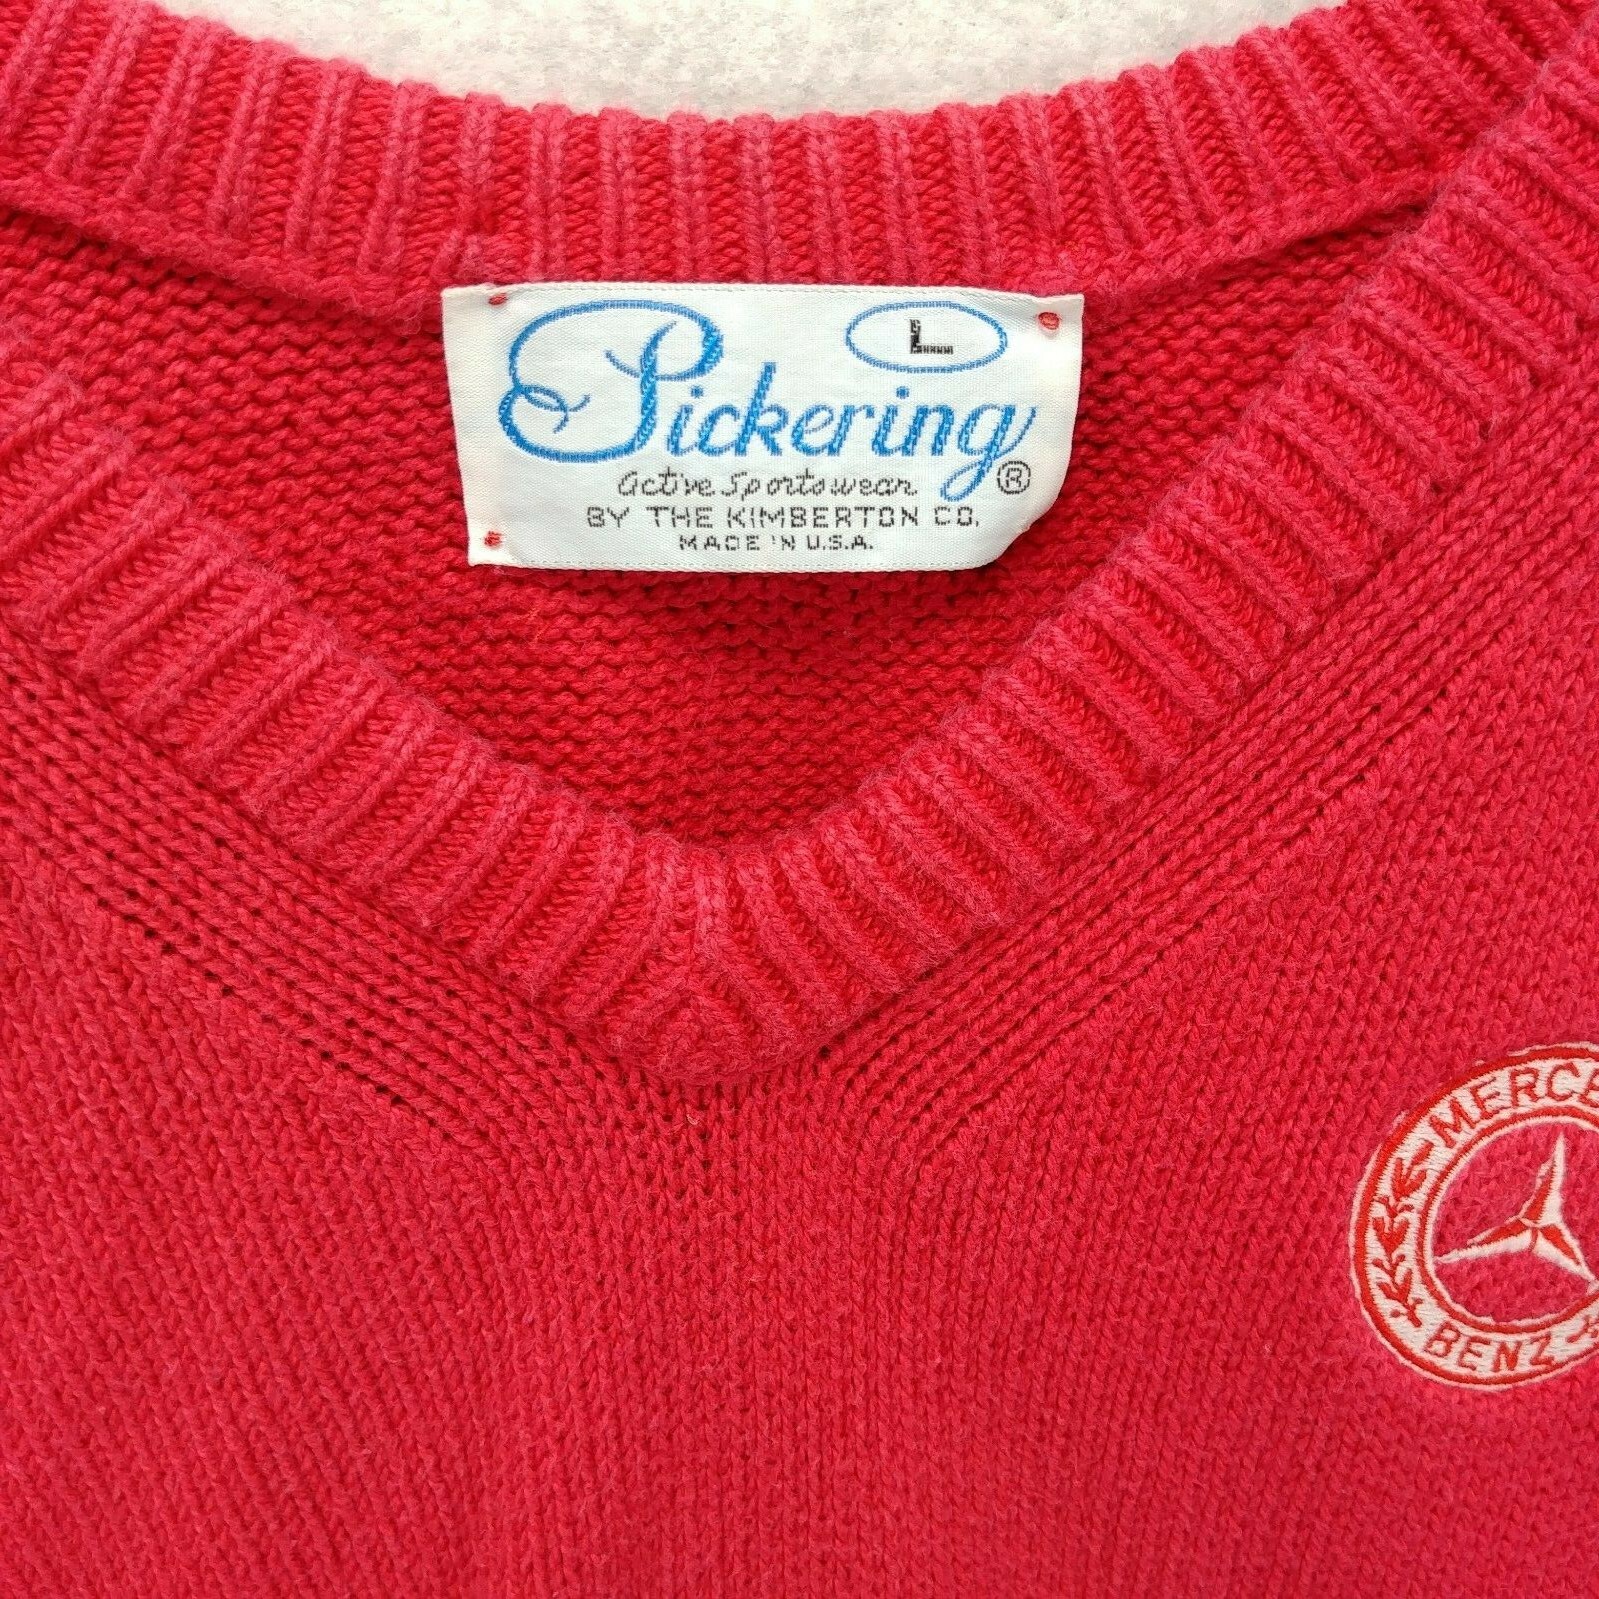 L
Pickering®
Active Sportswear
BY THE KIMBERTON CO.
MADE IN U.S.A.
MERCE
BENZ